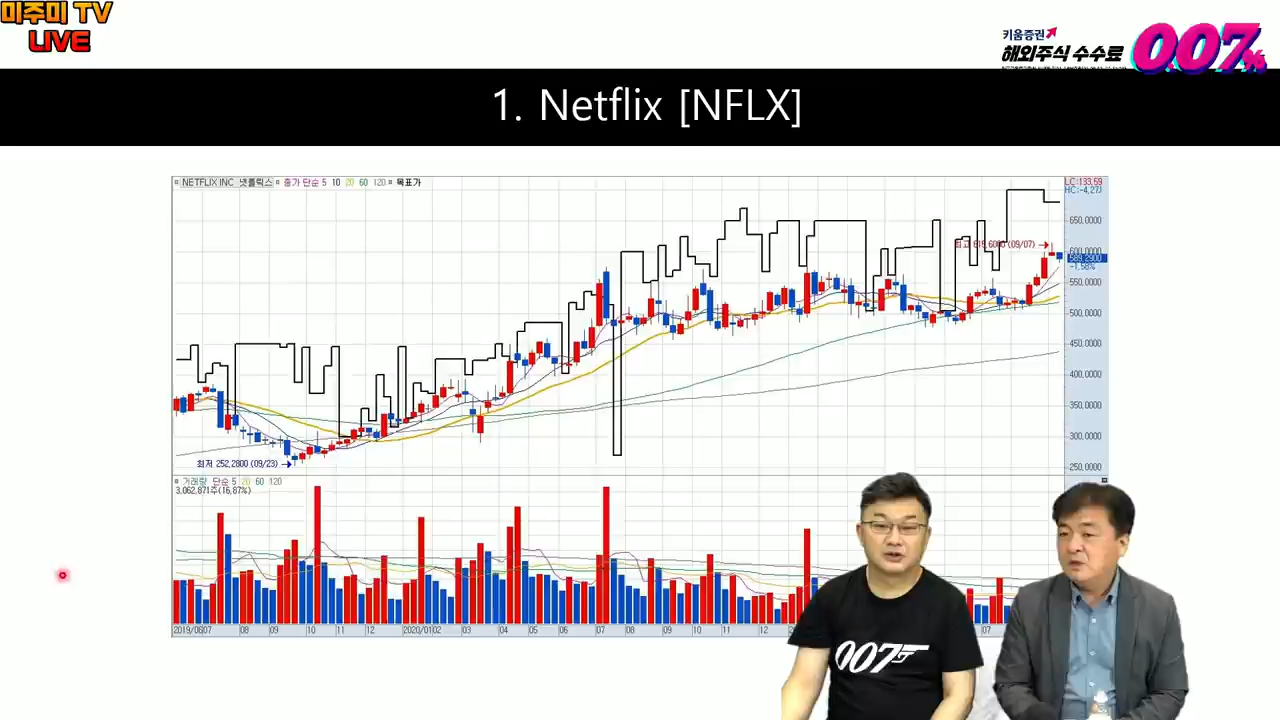 미주미 TV
LIVE
키움증권
해외주식 수수료
0.07%
1. Netflix [NFLX]
NETFLIX INC 넷플릭스 종가 단순 5 10 20 60 120 목표가
LC:133.59
HC:-4.27
650.0000
최고 615.6000 (09/07)
600.0000
589.2900
-1.58%
550.0000
500.0000
450.0000
400.0000
350.0000
300.0000
최저 252.2800 (09/23)
250.0000
거래량 단순 5 20 60 120
3,062,871주(16.87%)
2019/06 07 08 09 10 11 12 2020/01 02 03 04 05 06 07 08 09 10 11 12 07
007